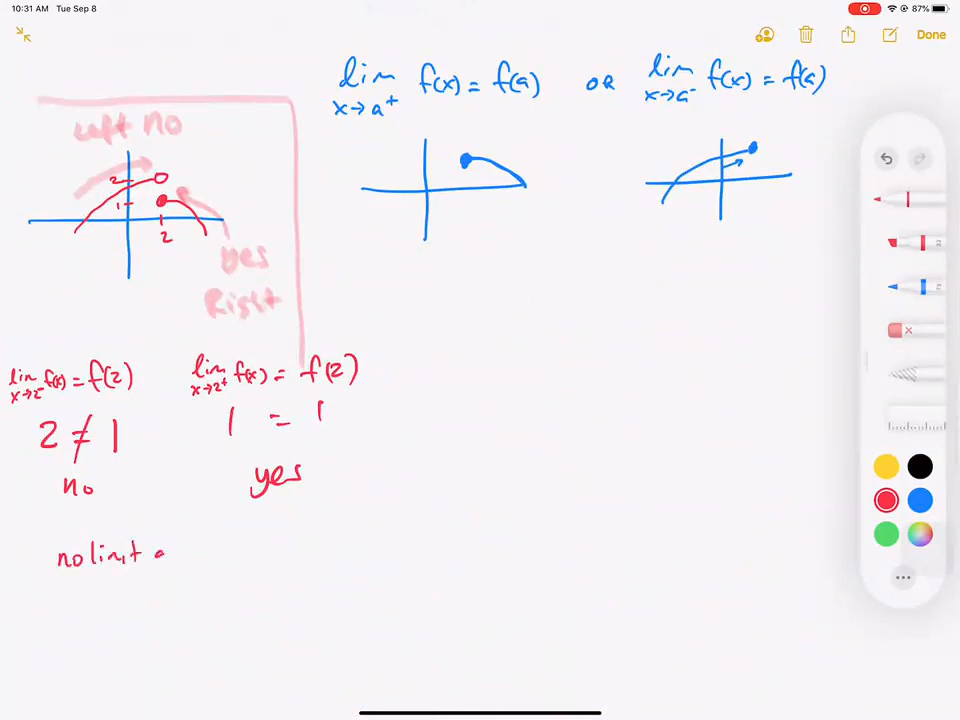 10:31 AM Tue Sep 8
87%
Done
lim x→a⁺ f(x) = f(a) OR lim x→a⁻ f(x) = f(a)
Left no
2
1
2
yes
Right
lim x→2⁻ f(x) = f(2)
lim x→2⁺ f(x) = f(2)
2 ≠ 1
1 = 1
no
yes
no limit